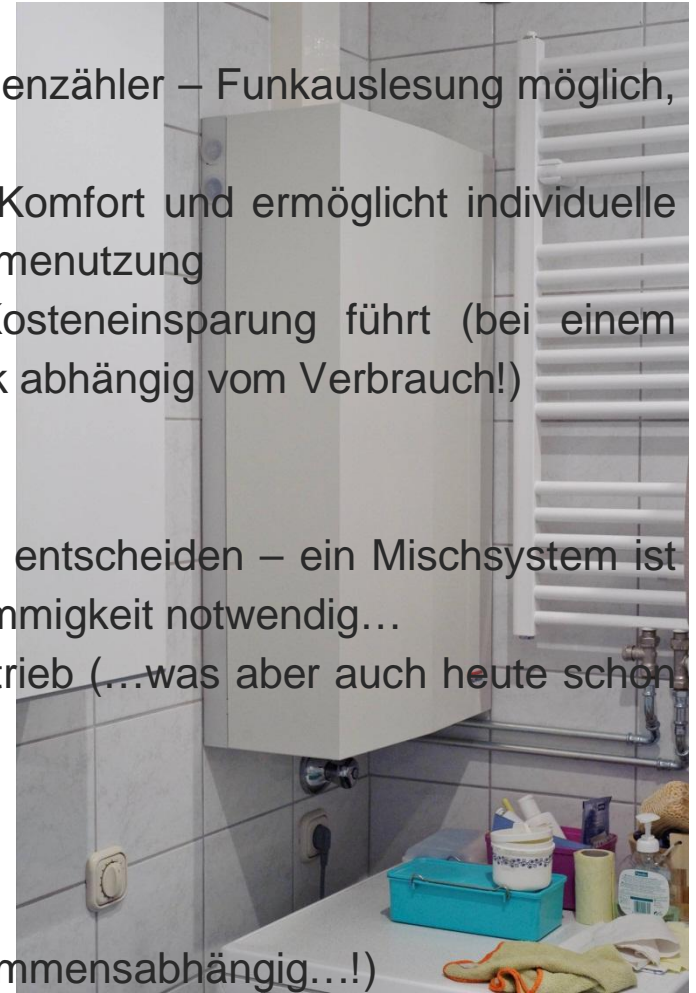 enzähler – Funkauslesung möglich,
Komfort und ermöglicht individuelle
menutzung
Kosteneinsparung führt (bei einem
k abhängig vom Verbrauch!)
entscheiden – ein Mischsystem ist
mmigkeit notwendig…
trieb (…was aber auch heute schon
mmensabhängig…!)